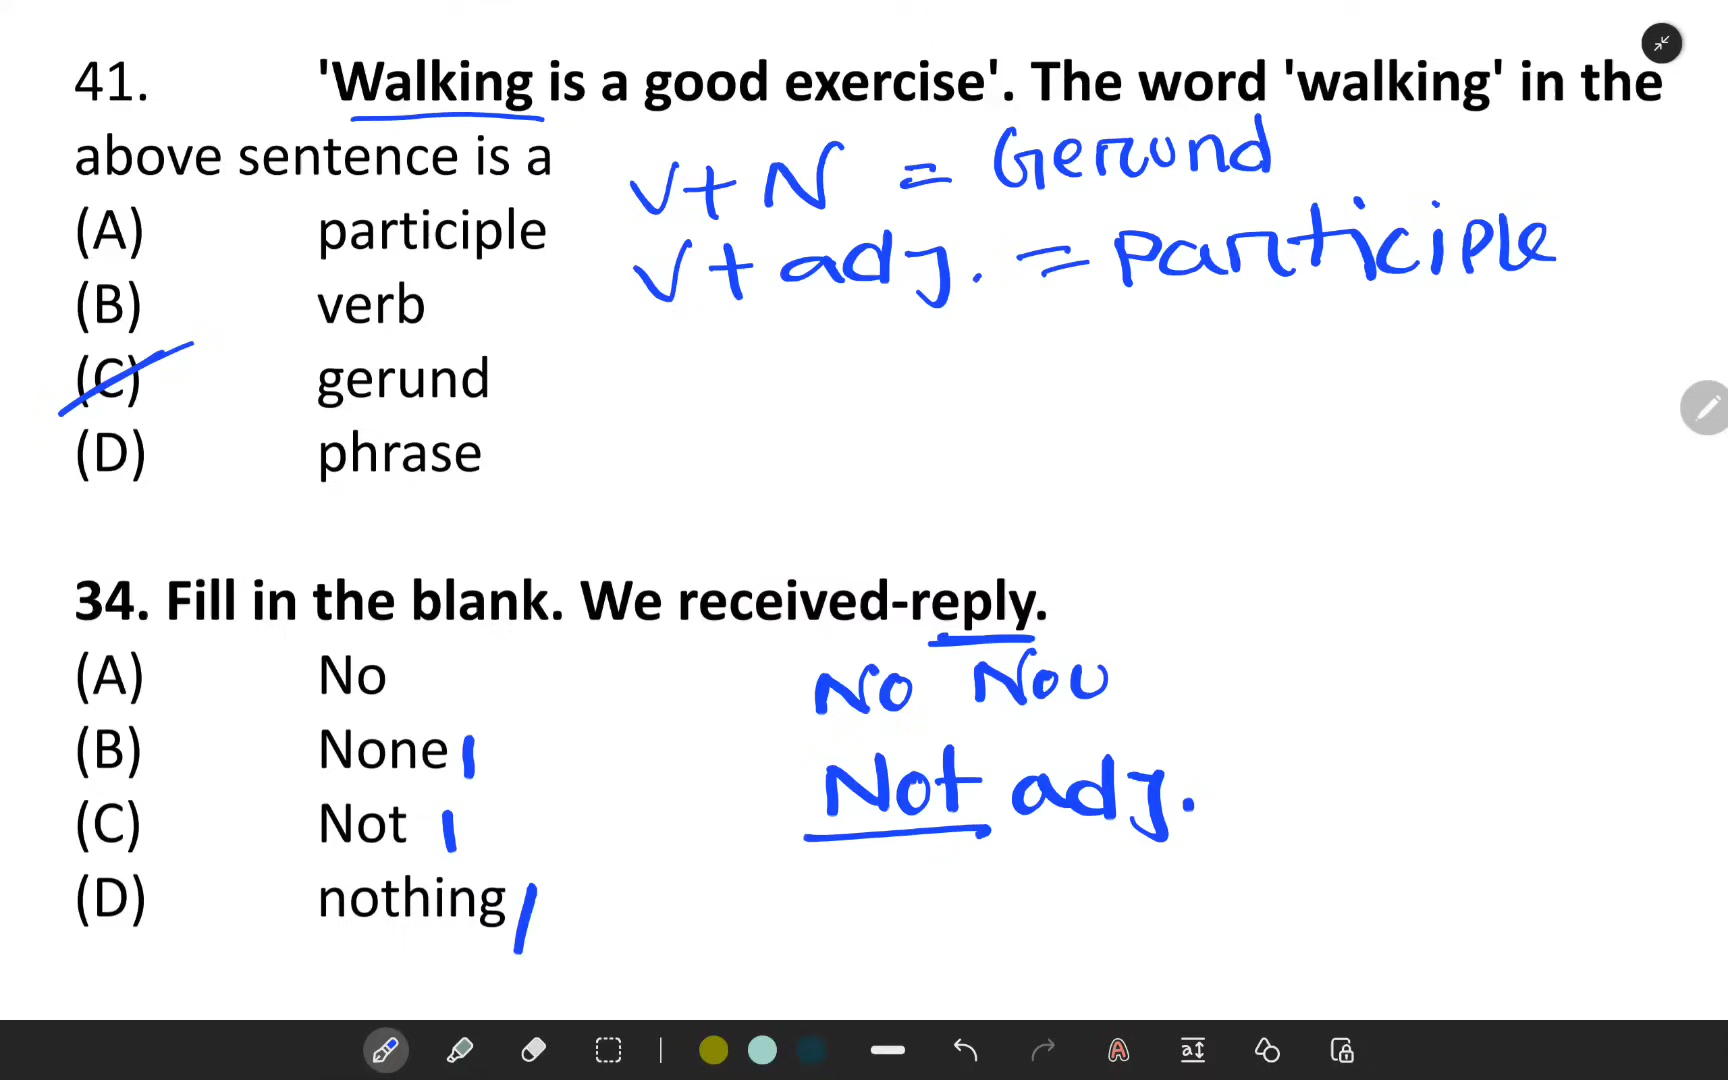 41. 'Walking is a good exercise'. The word 'walking' in the
above sentence is a
V + N = Gerund
(A) participle
V + adj. = participle
(B) verb
(C) gerund
(D) phrase
34. Fill in the blank. We received-reply.
(A) No
No Nou
(B) None
Not adj.
(C) Not
(D) nothing